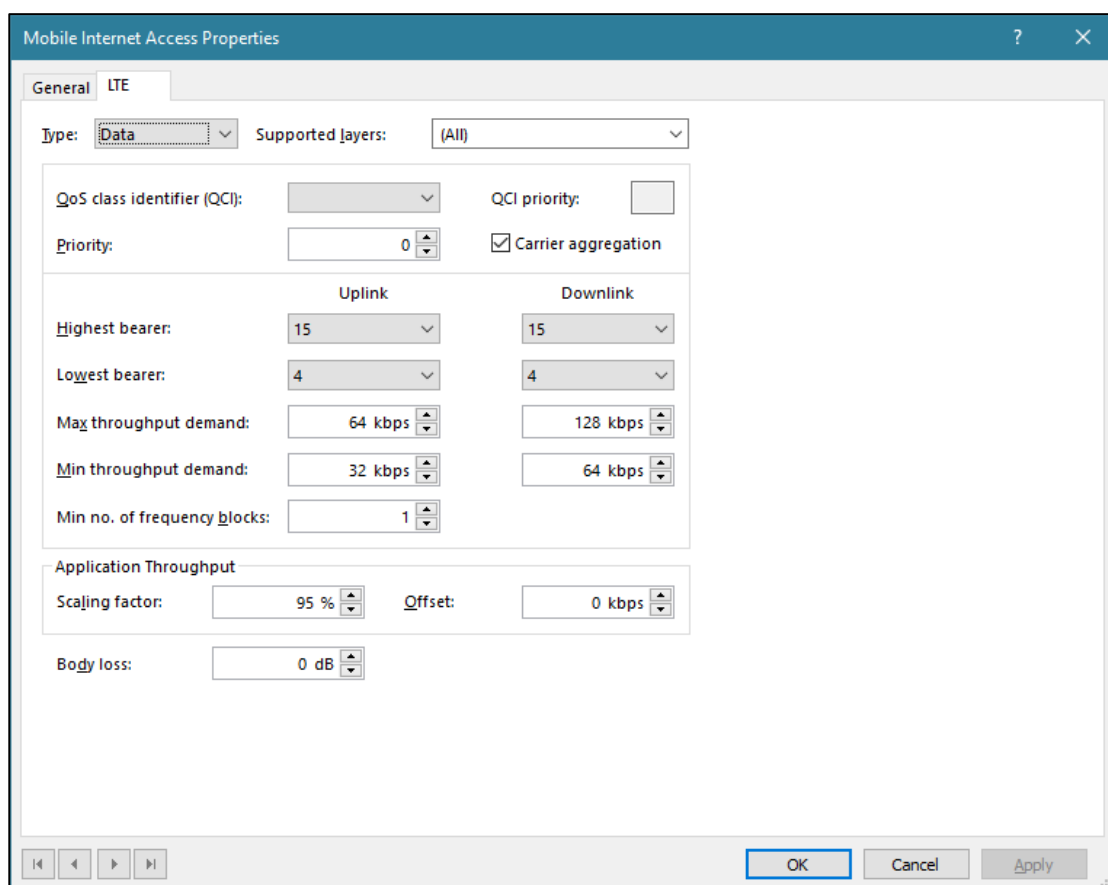 Mobile Internet Access Properties ?
General LTE
Type: Data Supported layers: (All)
QoS class identifier (QCI): QCI priority:
Priority: 0 Carrier aggregation
Uplink Downlink
Highest bearer: 15 15
Lowest bearer: 4 4
Max throughput demand: 64 kbps 128 kbps
Min throughput demand: 32 kbps 64 kbps
Min no. of frequency blocks: 1
Application Throughput
Scaling factor: 95 % Offset: 0 kbps
Body loss: 0 dB
OK Cancel Apply